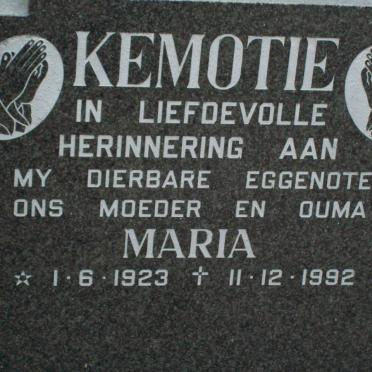 KEMOTIE
IN LIEFDEVOLLE
HERINNERING AAN
MY DIERBARE EGGENOTE
ONS MOEDER EN OUMA
MARIA
☆ 1·6·1923 ✝ 11·12·1992